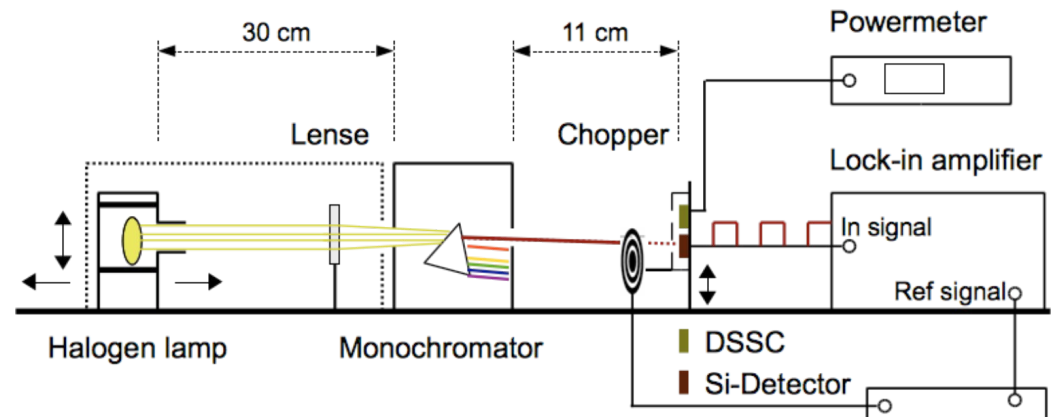 30 cm
11 cm
Powermeter
Lense
Chopper
Lock-in amplifier
In signal
Ref signal
Halogen lamp
Monochromator
DSSC
Si-Detector